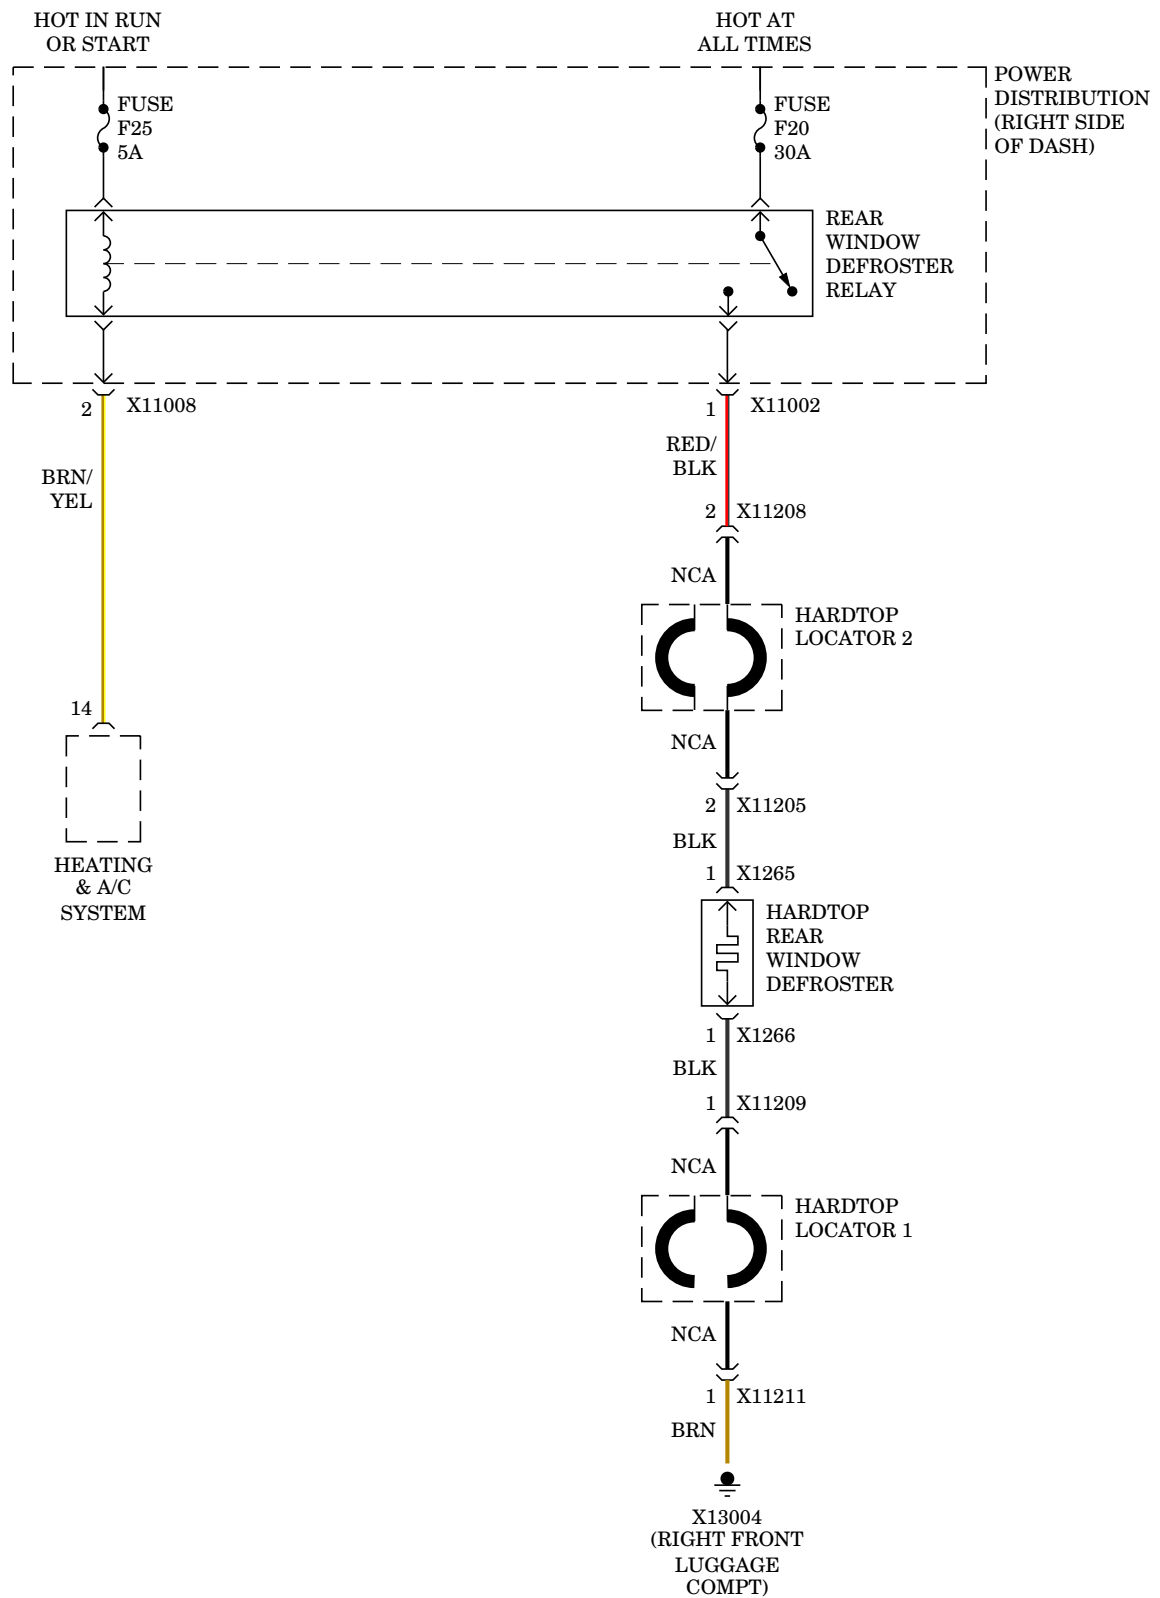 HOT IN RUN
OR START
HOT AT
ALL TIMES
POWER
DISTRIBUTION
(RIGHT SIDE
OF DASH)
FUSE
F25
5A
FUSE
F20
30A
REAR
WINDOW
DEFROSTER
RELAY
2 X11008
1 X11002
BRN/
YEL
RED/
BLK
2 X11208
NCA
HARDTOP
LOCATOR 2
14
NCA
HEATING
& A/C
SYSTEM
2 X11205
BLK
1 X1265
HARDTOP
REAR
WINDOW
DEFROSTER
1 X1266
BLK
1 X11209
NCA
HARDTOP
LOCATOR 1
NCA
1 X11211
BRN
X13004
(RIGHT FRONT
LUGGAGE
COMPT)